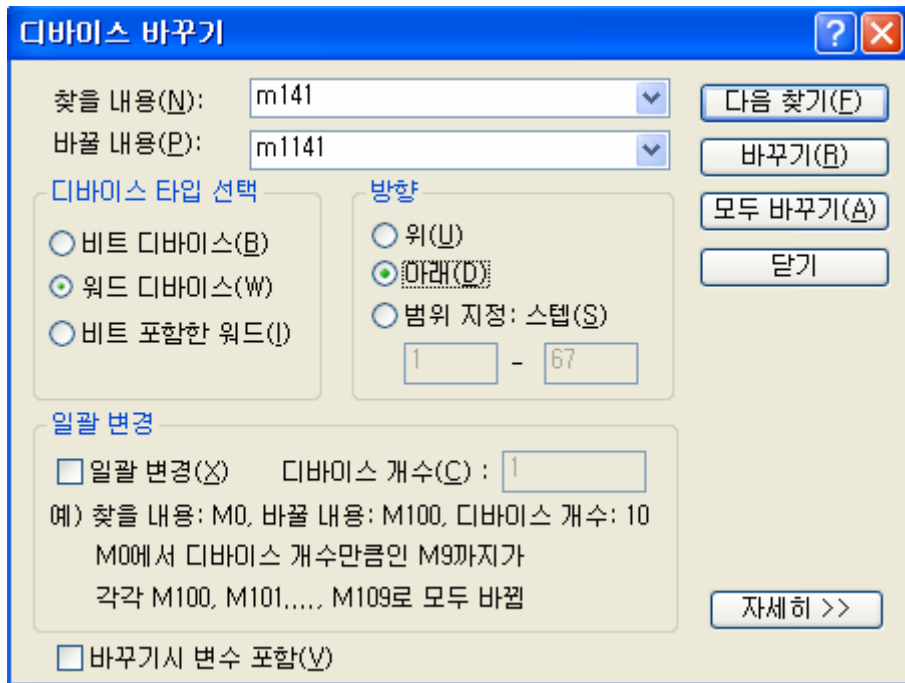 디바이스 바꾸기
찾을 내용(N): m141 다음 찾기(F)
바꿀 내용(P): m1141 바꾸기(R)
디바이스 타입 선택 방향 모두 바꾸기(A)
비트 디바이스(B) 위(U) 닫기
워드 디바이스(W) 아래(D)
비트 포함한 워드(I) 범위 지정: 스텝(S)
1 - 67
일괄 변경
일괄 변경(X) 디바이스 개수(C) : 1
예) 찾을 내용: M0, 바꿀 내용: M100, 디바이스 개수: 10
M0에서 디바이스 개수만큼인 M9까지가
각각 M100, M101,..., M109로 모두 바뀜
자세히 >>
바꾸기시 변수 포함(V)